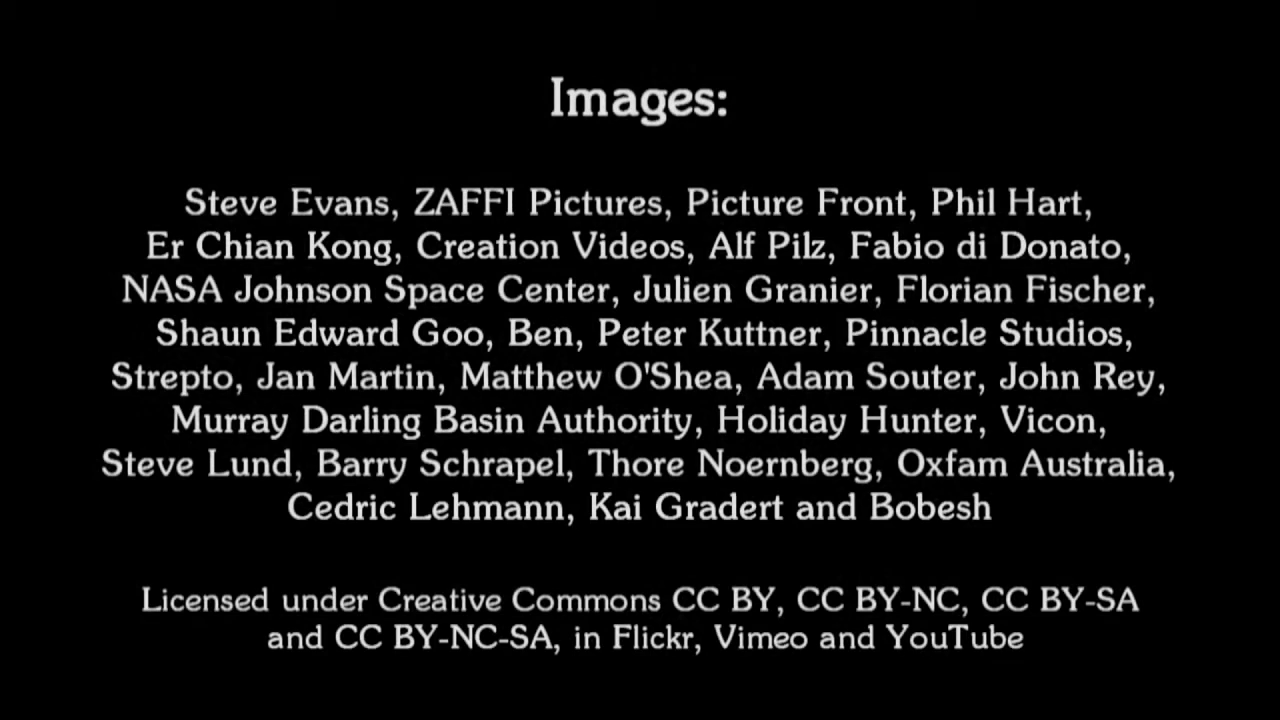 Images:
Steve Evans, ZAFFI Pictures, Picture Front, Phil Hart,
Er Chian Kong, Creation Videos, Alf Pilz, Fabio di Donato,
NASA Johnson Space Center, Julien Granier, Florian Fischer,
Shaun Edward Goo, Ben, Peter Kuttner, Pinnacle Studios,
Strepto, Jan Martin, Matthew O'Shea, Adam Souter, John Rey,
Murray Darling Basin Authority, Holiday Hunter, Vicon,
Steve Lund, Barry Schrapel, Thore Noernberg, Oxfam Australia,
Cedric Lehmann, Kai Gradert and Bobesh
Licensed under Creative Commons CC BY, CC BY-NC, CC BY-SA
and CC BY-NC-SA, in Flickr, Vimeo and YouTube